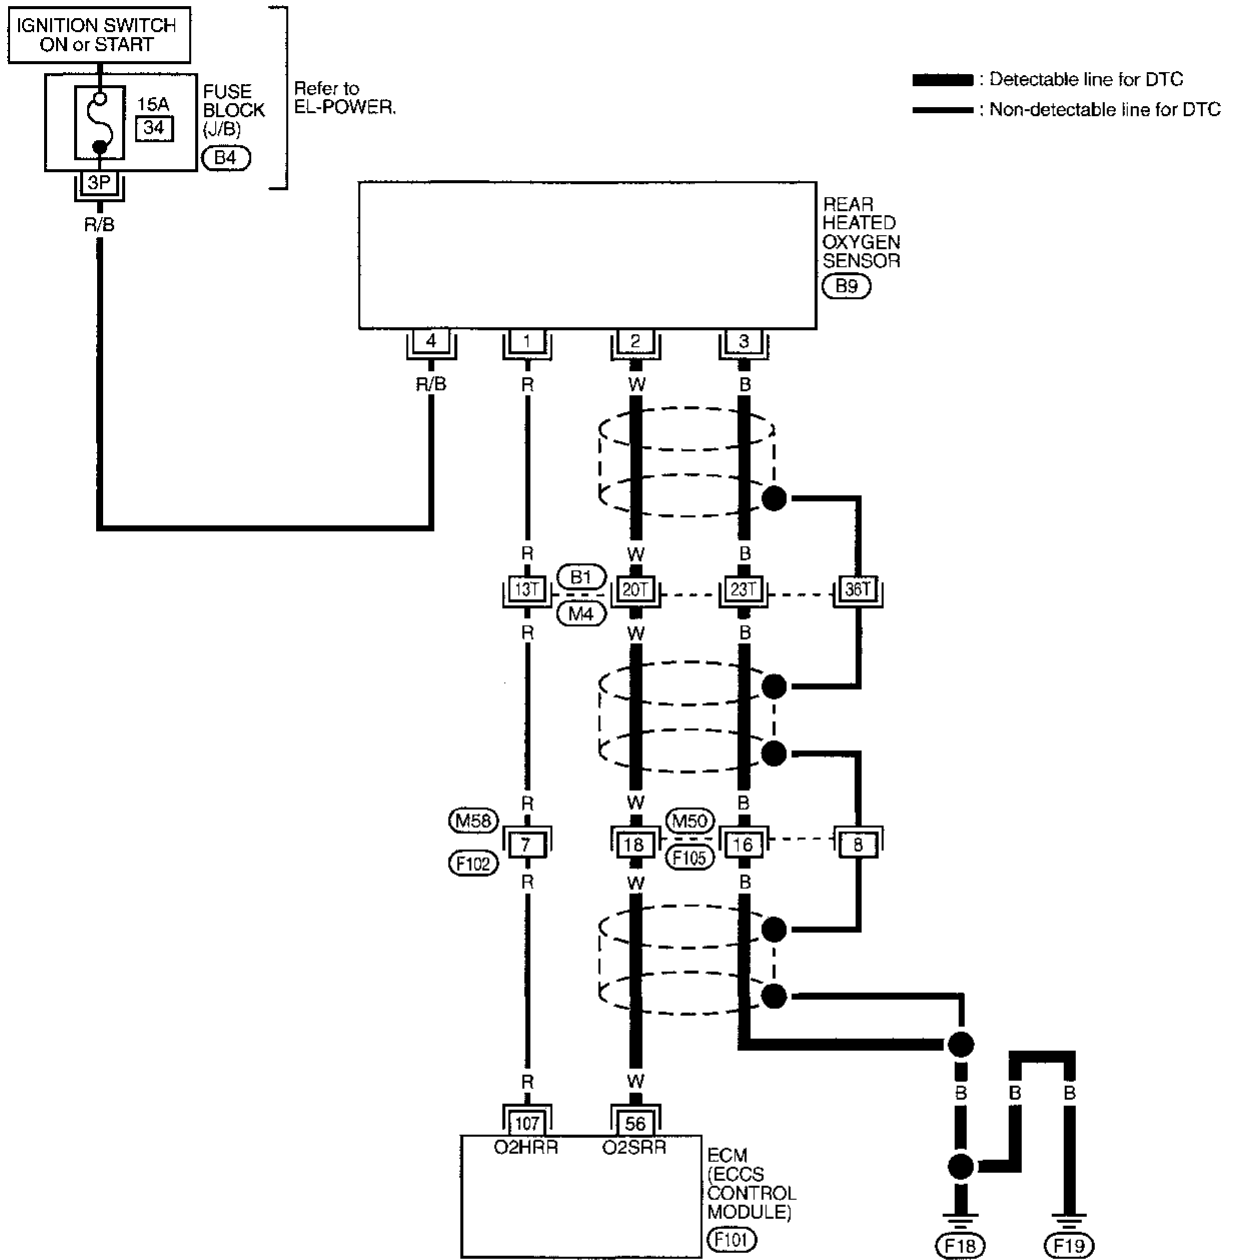 IGNITION SWITCH
ON or START
FUSE
BLOCK
(J/B)
B4
15A
34
3P
R/B
Refer to
EL-POWER.
: Detectable line for DTC
: Non-detectable line for DTC
REAR
HEATED
OXYGEN
SENSOR
B9
4 1 2 3
R/B R W B
R W B
13T B1 20T 23T 36T
M4
R W B
R W B
M58 M50
7 18 16 8
F102 F105
R W B
R W
B B B
107 56
O2HRR O2SRR
ECM
(ECCS
CONTROL
MODULE)
F101
F18 F19